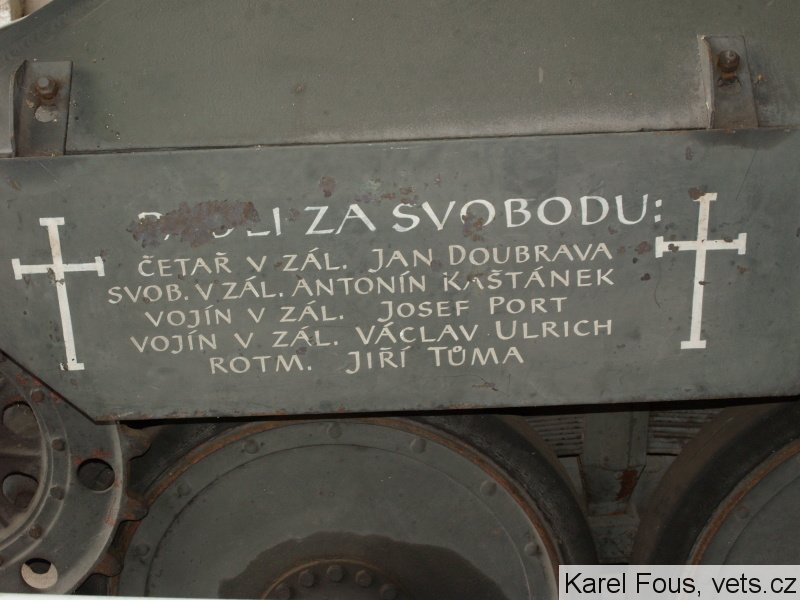 PADLI ZA SVOBODU:
ČETAŘ V ZÁL. JAN DOUBRAVA
SVOB. V ZÁL. ANTONÍN KAŠTÁNEK
VOJÍN V ZÁL. JOSEF PORT
VOJÍN V ZÁL. VÁCLAV ULRICH
ROTM. JIŘÍ TŮMA
Karel Fous, vets.cz